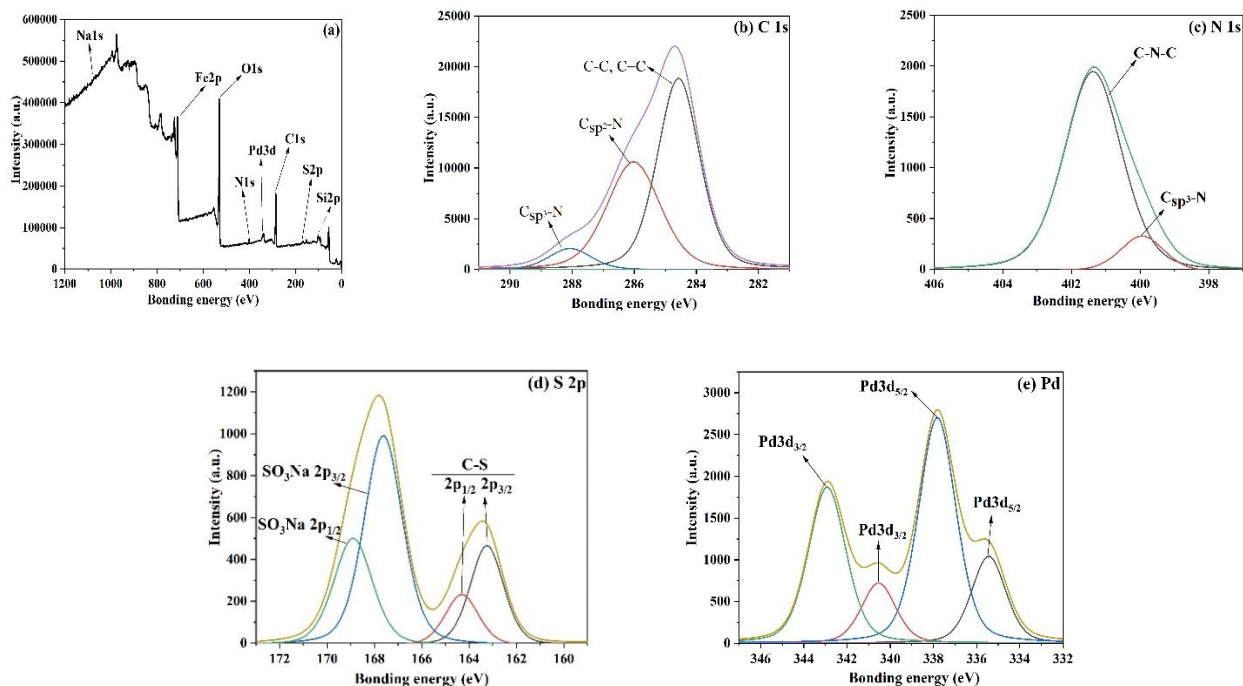 (a)
Na1s
Fe2p
O1s
Pd3d
C1s
N1s
S2p
Si2p
600000
500000
400000
300000
200000
100000
0
Intensity (a.u.)
1200 1000 800 600 400 200 0
Bonding energy (eV)
(b) C 1s
C-C, C=C
Csp²-N
Csp³-N
25000
20000
15000
10000
5000
0
Intensity (a.u.)
290 288 286 284 282
Bonding energy (eV)
(c) N 1s
C-N-C
Csp3-N
2500
2000
1500
1000
500
0
Intensity (a.u.)
406 404 402 400 398
Bonding energy (eV)
(d) S 2p
SO3Na 2p3/2
SO3Na 2p1/2
C-S
2p1/2 2p3/2
1200
1000
800
600
400
200
0
Intensity (a.u.)
172 170 168 166 164 162 160
Bonding energy (eV)
(e) Pd
Pd3d5/2
Pd3d3/2
Pd3d3/2
Pd3d5/2
3000
2500
2000
1500
1000
500
0
Intensity (a.u.)
346 344 342 340 338 336 334 332
Bonding energy (eV)